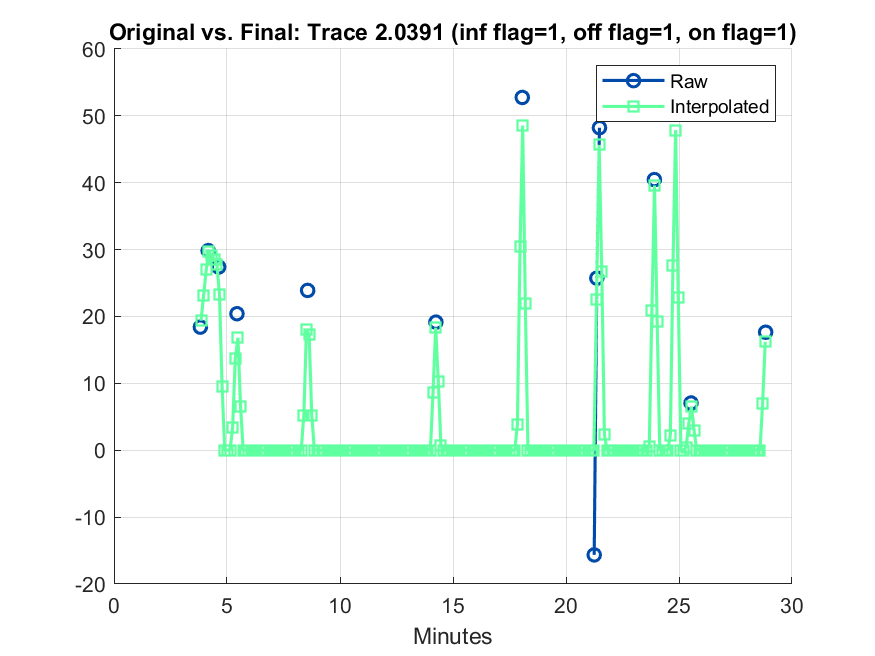 Original vs. Final: Trace 2.0391 (inf flag=1, off flag=1, on flag=1)
60
50
40
30
20
10
0
-10
-20
Raw
Interpolated
0 5 10 15 20 25 30
Minutes